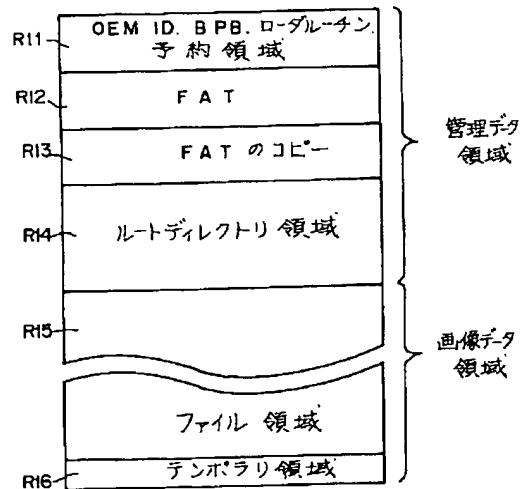 R11
OEM ID. BPB. ローダルーチン.
予約領域
R12
FAT
R13
FATのコピー
管理データ
領域
R14
ルートディレクトリ領域
R15
画像データ
領域
ファイル領域
R16
テンポラリ領域